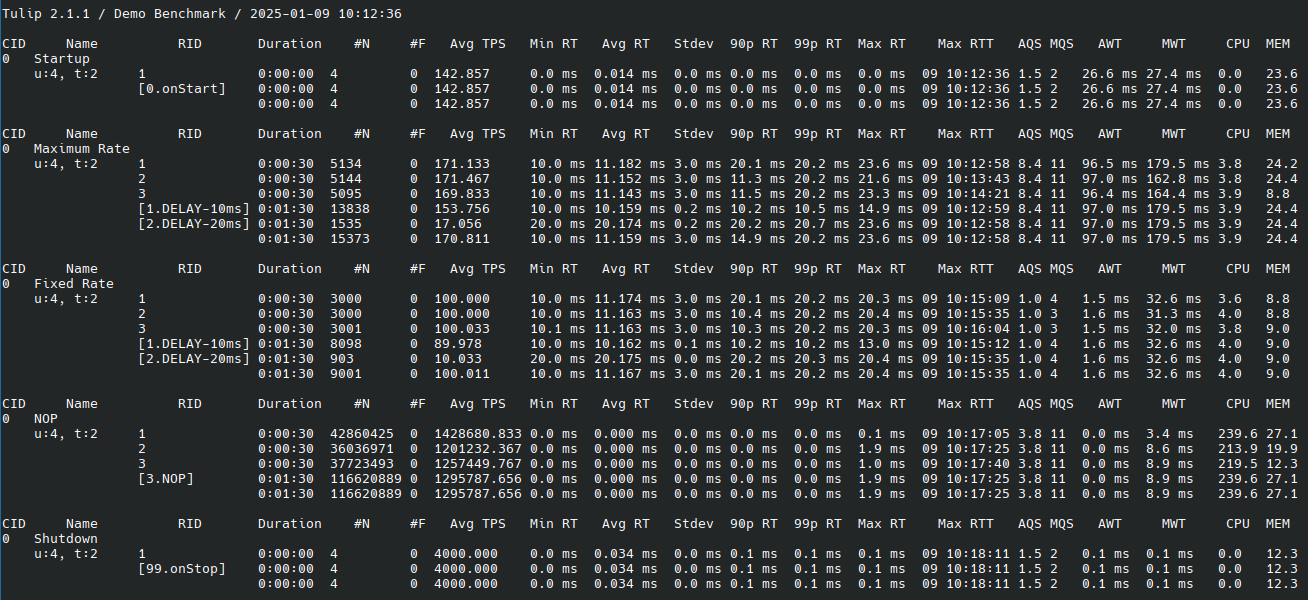 Tulip 2.1.1 / Demo Benchmark / 2025-01-09 10:12:36
CID Name RID Duration #N #F Avg TPS Min RT Avg RT Stdev 90p RT 99p RT Max RT Max RTT AQS MQS AWT MWT CPU MEM
0 Startup
u:4, t:2 1 0:00:00 4 0 142.857 0.0 ms 0.014 ms 0.0 ms 0.0 ms 0.0 ms 0.0 ms 09 10:12:36 1.5 2 26.6 ms 27.4 ms 0.0 23.6
[0.onStart] 0:00:00 4 0 142.857 0.0 ms 0.014 ms 0.0 ms 0.0 ms 0.0 ms 0.0 ms 09 10:12:36 1.5 2 26.6 ms 27.4 ms 0.0 23.6
0:00:00 4 0 142.857 0.0 ms 0.014 ms 0.0 ms 0.0 ms 0.0 ms 0.0 ms 09 10:12:36 1.5 2 26.6 ms 27.4 ms 0.0 23.6
CID Name RID Duration #N #F Avg TPS Min RT Avg RT Stdev 90p RT 99p RT Max RT Max RTT AQS MQS AWT MWT CPU MEM
0 Maximum Rate
u:4, t:2 1 0:00:30 5134 0 171.133 10.0 ms 11.182 ms 3.0 ms 20.1 ms 20.2 ms 23.6 ms 09 10:12:58 8.4 11 96.5 ms 179.5 ms 3.8 24.2
2 0:00:30 5144 0 171.467 10.0 ms 11.152 ms 3.0 ms 11.3 ms 20.2 ms 21.6 ms 09 10:13:43 8.4 11 97.0 ms 162.8 ms 3.8 24.4
3 0:00:30 5095 0 169.833 10.0 ms 11.143 ms 3.0 ms 11.5 ms 20.2 ms 23.3 ms 09 10:14:21 8.4 11 96.4 ms 164.4 ms 3.9 8.8
[1.DELAY-10ms] 0:01:30 13838 0 153.756 10.0 ms 10.159 ms 0.2 ms 10.2 ms 10.5 ms 14.9 ms 09 10:12:59 8.4 11 97.0 ms 179.5 ms 3.9 24.4
[2.DELAY-20ms] 0:01:30 1535 0 17.056 20.0 ms 20.174 ms 0.2 ms 20.2 ms 20.7 ms 23.6 ms 09 10:12:58 8.4 11 97.0 ms 179.5 ms 3.9 24.4
0:01:30 15373 0 170.811 10.0 ms 11.159 ms 3.0 ms 14.9 ms 20.2 ms 23.6 ms 09 10:12:58 8.4 11 97.0 ms 179.5 ms 3.9 24.4
CID Name RID Duration #N #F Avg TPS Min RT Avg RT Stdev 90p RT 99p RT Max RT Max RTT AQS MQS AWT MWT CPU MEM
0 Fixed Rate
u:4, t:2 1 0:00:30 3000 0 100.000 10.0 ms 11.174 ms 3.0 ms 20.1 ms 20.2 ms 20.3 ms 09 10:15:09 1.0 4 1.5 ms 32.6 ms 3.6 8.8
2 0:00:30 3000 0 100.000 10.0 ms 11.163 ms 3.0 ms 10.4 ms 20.2 ms 20.4 ms 09 10:15:35 1.0 3 1.6 ms 31.3 ms 4.0 8.8
3 0:00:30 3001 0 100.033 10.1 ms 11.163 ms 3.0 ms 10.3 ms 20.2 ms 20.3 ms 09 10:16:04 1.0 3 1.5 ms 32.0 ms 3.8 9.0
[1.DELAY-10ms] 0:01:30 8098 0 89.978 10.0 ms 10.162 ms 0.1 ms 10.2 ms 10.2 ms 13.0 ms 09 10:15:12 1.0 4 1.6 ms 32.6 ms 4.0 9.0
[2.DELAY-20ms] 0:01:30 903 0 10.033 20.0 ms 20.175 ms 0.0 ms 20.2 ms 20.3 ms 20.4 ms 09 10:15:35 1.0 4 1.6 ms 32.6 ms 4.0 9.0
0:01:30 9001 0 100.011 10.0 ms 11.167 ms 3.0 ms 20.1 ms 20.2 ms 20.4 ms 09 10:15:35 1.0 4 1.6 ms 32.6 ms 4.0 9.0
CID Name RID Duration #N #F Avg TPS Min RT Avg RT Stdev 90p RT 99p RT Max RT Max RTT AQS MQS AWT MWT CPU MEM
0 NOP
u:4, t:2 1 0:00:30 42860425 0 1428680.833 0.0 ms 0.000 ms 0.0 ms 0.0 ms 0.0 ms 0.1 ms 09 10:17:05 3.8 11 0.0 ms 3.4 ms 239.6 27.1
2 0:00:30 36036971 0 1201232.367 0.0 ms 0.000 ms 0.0 ms 0.0 ms 0.0 ms 1.9 ms 09 10:17:25 3.8 11 0.0 ms 8.6 ms 213.9 19.9
3 0:00:30 37723493 0 1257449.767 0.0 ms 0.000 ms 0.0 ms 0.0 ms 0.0 ms 1.0 ms 09 10:17:40 3.8 11 0.0 ms 8.9 ms 219.5 12.3
[3.NOP] 0:01:30 116620889 0 1295787.656 0.0 ms 0.000 ms 0.0 ms 0.0 ms 0.0 ms 1.9 ms 09 10:17:25 3.8 11 0.0 ms 8.9 ms 239.6 27.1
0:01:30 116620889 0 1295787.656 0.0 ms 0.000 ms 0.0 ms 0.0 ms 0.0 ms 1.9 ms 09 10:17:25 3.8 11 0.0 ms 8.9 ms 239.6 27.1
CID Name RID Duration #N #F Avg TPS Min RT Avg RT Stdev 90p RT 99p RT Max RT Max RTT AQS MQS AWT MWT CPU MEM
0 Shutdown
u:4, t:2 1 0:00:00 4 0 4000.000 0.0 ms 0.034 ms 0.0 ms 0.1 ms 0.1 ms 0.1 ms 09 10:18:11 1.5 2 0.1 ms 0.1 ms 0.0 12.3
[99.onStop] 0:00:00 4 0 4000.000 0.0 ms 0.034 ms 0.0 ms 0.1 ms 0.1 ms 0.1 ms 09 10:18:11 1.5 2 0.1 ms 0.1 ms 0.0 12.3
0:00:00 4 0 4000.000 0.0 ms 0.034 ms 0.0 ms 0.1 ms 0.1 ms 0.1 ms 09 10:18:11 1.5 2 0.1 ms 0.1 ms 0.0 12.3